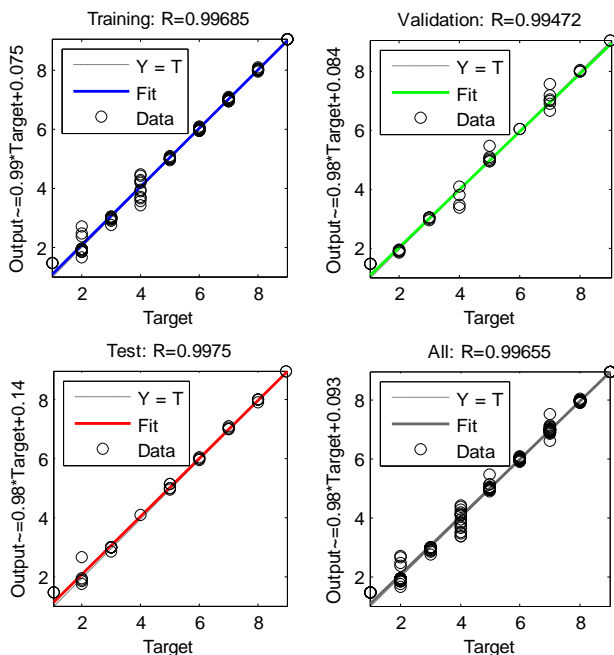 Training: R=0.99685
Output~=0.99*Target+0.075
8
6
4
2
Y = T
Fit
Data
2 4 6 8
Target
Validation: R=0.99472
Output~=0.98*Target+0.084
8
6
4
2
Y = T
Fit
Data
2 4 6 8
Target
Test: R=0.9975
Output~=0.98*Target+0.14
8
6
4
2
Y = T
Fit
Data
2 4 6 8
Target
All: R=0.99655
Output~=0.98*Target+0.093
8
6
4
2
Y = T
Fit
Data
2 4 6 8
Target